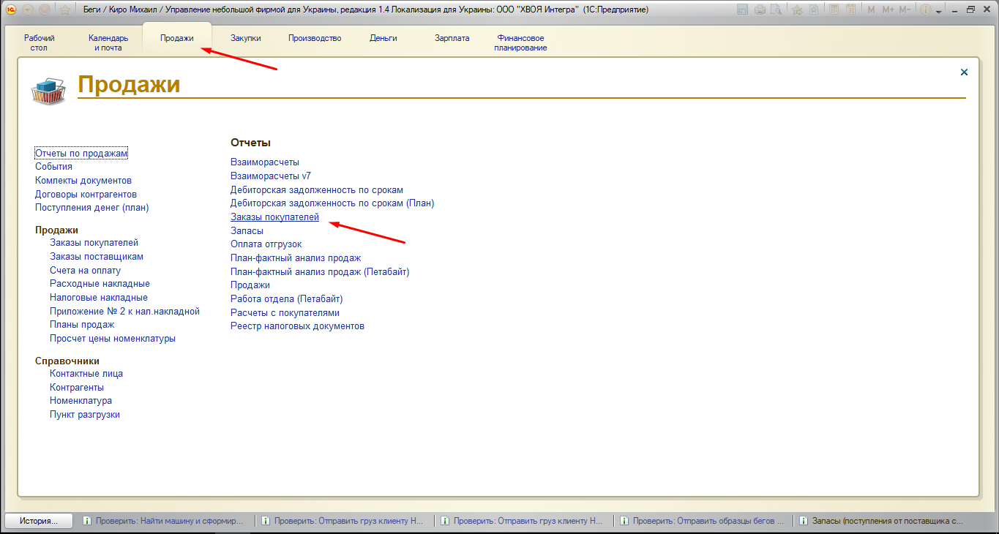 Беги / Киро Михаил / Управление небольшой фирмой для Украины, редакция 1.4 Локализация для Украины: ООО "ХВОЯ Интегра" (1С:Предприятие)
M M+ M-
Рабочий стол
Календарь и почта
Продажи
Закупки
Производство
Деньги
Зарплата
Финансовое планирование
Продажи
Отчеты по продажам
События
Комлекты документов
Договоры контрагентов
Поступления денег (план)
Продажи
Заказы покупателей
Заказы поставщикам
Счета на оплату
Расходные накладные
Налоговые накладные
Приложение № 2 к нал.накладной
Планы продаж
Просчет цены номенклатуры
Справочники
Контактные лица
Контрагенты
Номенклатура
Пункт разгрузки
Отчеты
Взаиморасчеты
Взаиморасчеты v7
Дебиторская задолженность по срокам
Дебиторская задолженность по срокам (План)
Заказы покупателей
Запасы
Оплата отгрузок
План-фактный анализ продаж
План-фактный анализ продаж (Петабайт)
Продажи
Работа отдела (Петабайт)
Расчеты с покупателями
Реестр налоговых документов
История...
Проверить: Найти машину и сформир...
Проверить: Отправить груз клиенту Н...
Проверить: Отправить груз клиенту Н...
Проверить: Отправить образцы бегов ...
Запасы (поступления от поставщика с...